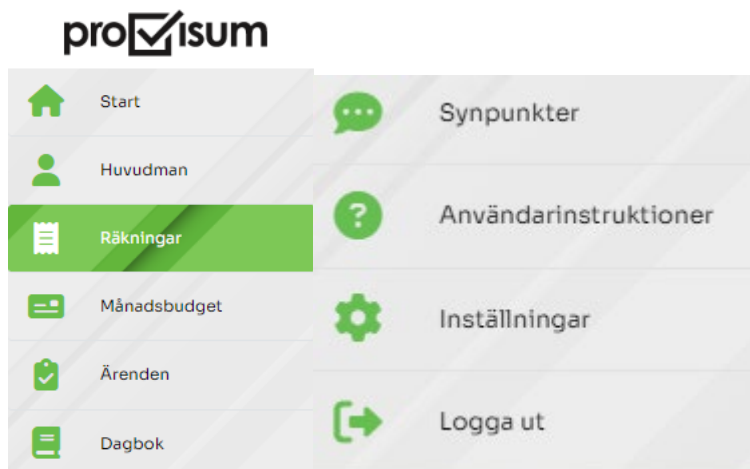 provisum
Start
Huvudman
Räkningar
Månadsbudget
Ärenden
Dagbok
Synpunkter
Användarinstruktioner
Inställningar
Logga ut